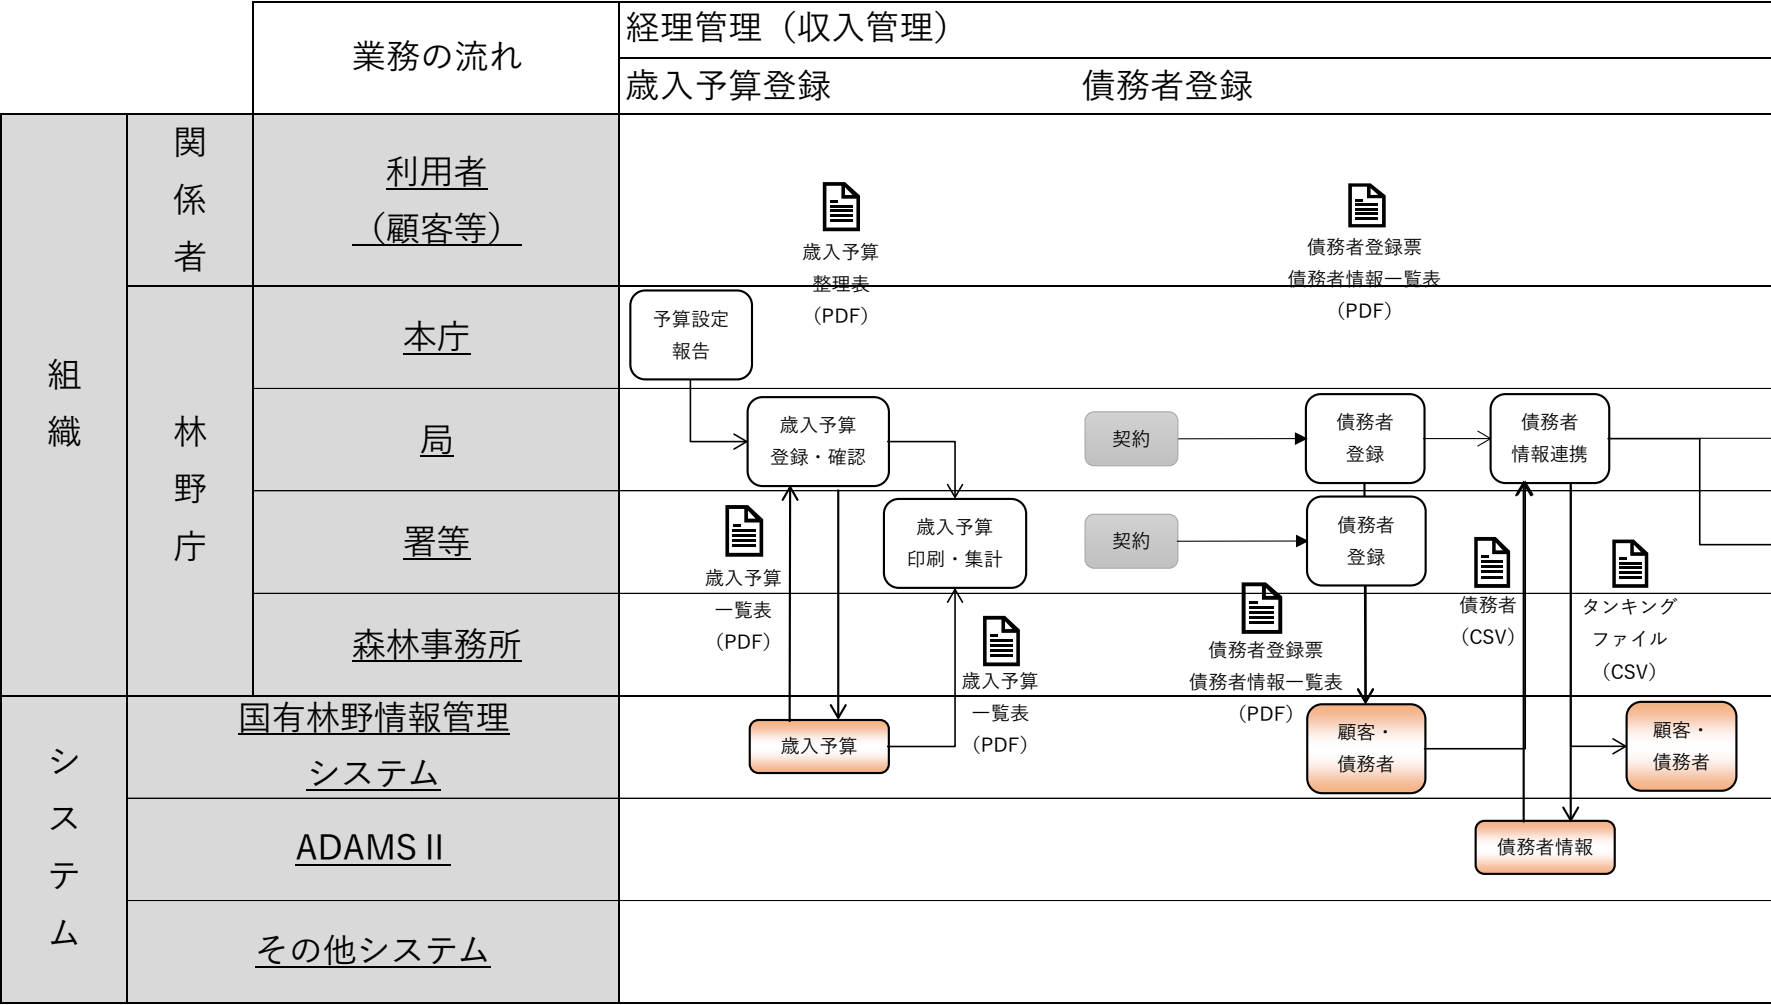 業務の流れ
経理管理（収入管理）
歳入予算登録
債務者登録
組織
関係者
利用者
（顧客等）
歳入予算
整理表
（PDF）
債務者登録票
債務者情報一覧表
（PDF）
林野庁
本庁
予算設定
報告
局
歳入予算
登録・確認
契約
債務者
登録
債務者
情報連携
署等
歳入予算
一覧表
（PDF）
歳入予算
印刷・集計
契約
債務者
登録
債務者
（CSV）
タンキング
ファイル
（CSV）
森林事務所
歳入予算
一覧表
（PDF）
債務者登録票
債務者情報一覧表
（PDF）
システム
国有林野情報管理
システム
歳入予算
顧客・
債務者
顧客・
債務者
ADAMSⅡ
債務者情報
その他システム